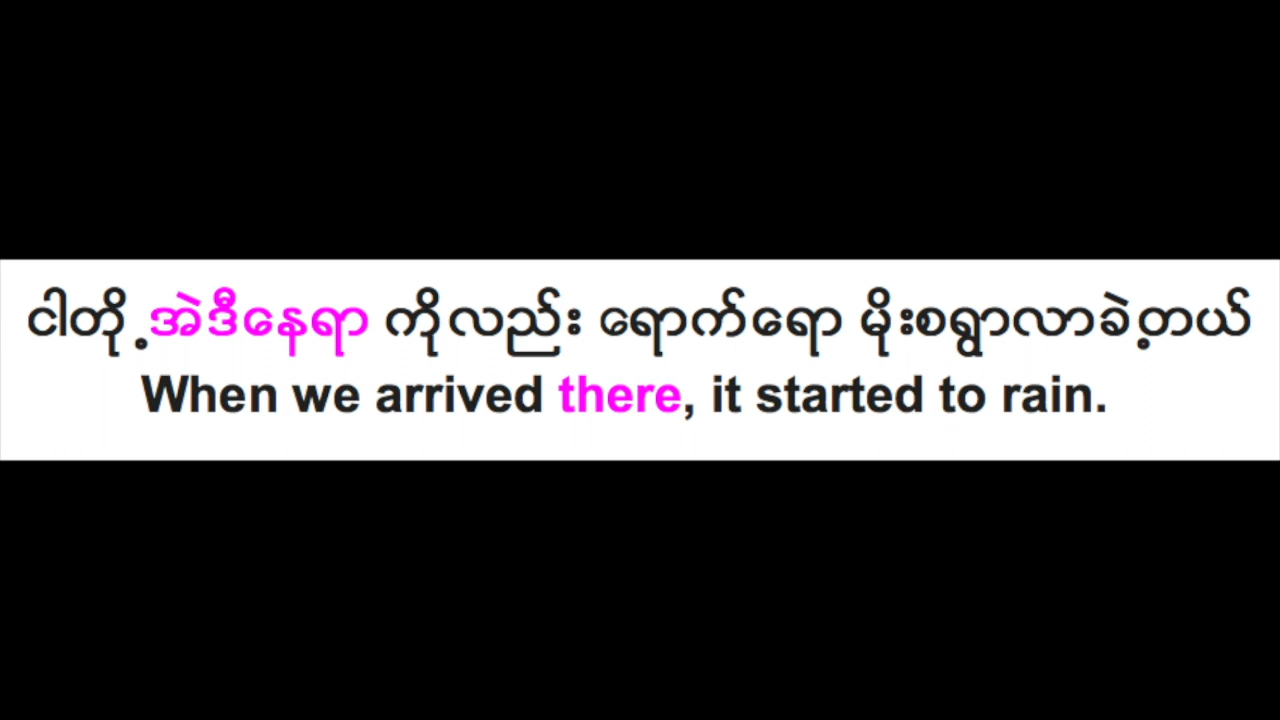 ငါတို့ အဲဒီနေရာ ကိုလည်း ရောက်ရော မိုးစရွာလာခဲ့တယ်
When we arrived there, it started to rain.